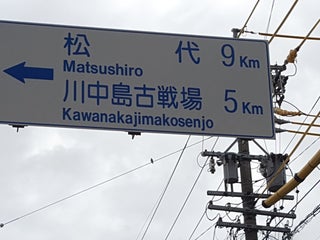 松代 9 Km
Matsushiro
川中島古戦場 5 Km
Kawanakajimakosenjo